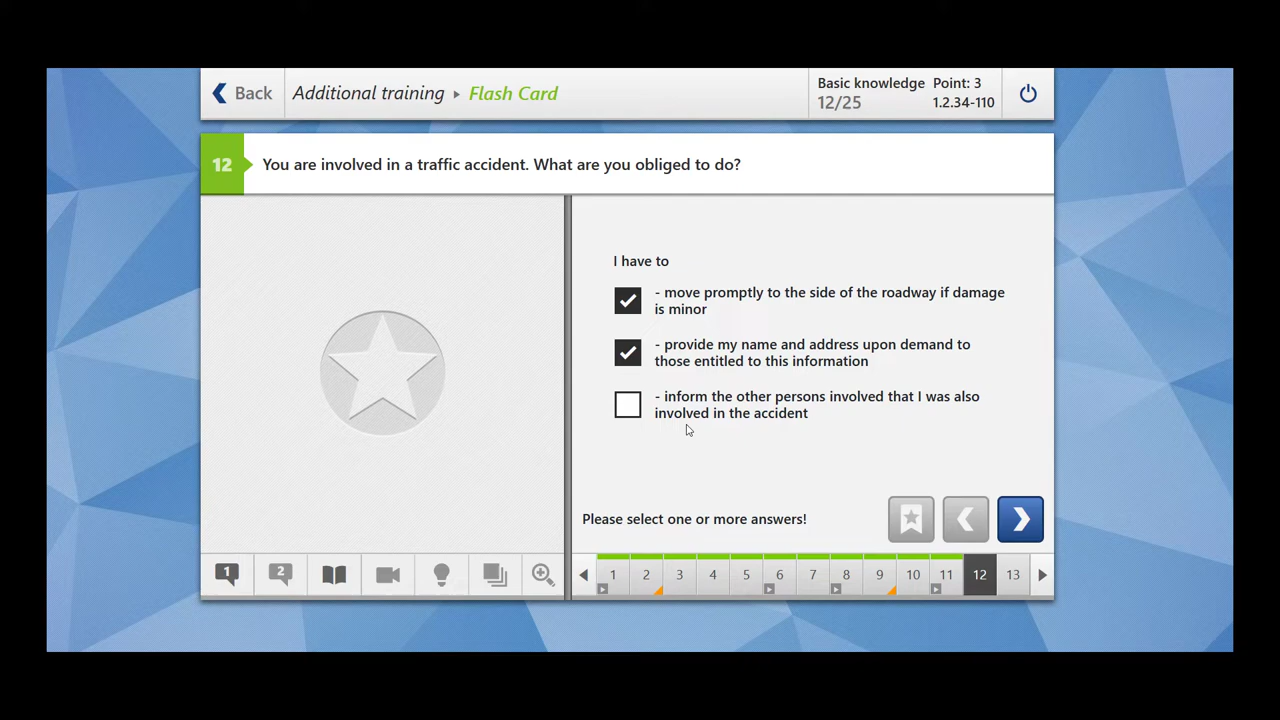 Back
Additional training ▸ Flash Card
Basic knowledge Point: 3
12/25 1.2.34-110
12 You are involved in a traffic accident. What are you obliged to do?
I have to
- move promptly to the side of the roadway if damage
is minor
- provide my name and address upon demand to
those entitled to this information
- inform the other persons involved that I was also
involved in the accident
Please select one or more answers!
1 2
1 2 3 4 5 6 7 8 9 10 11 12 13